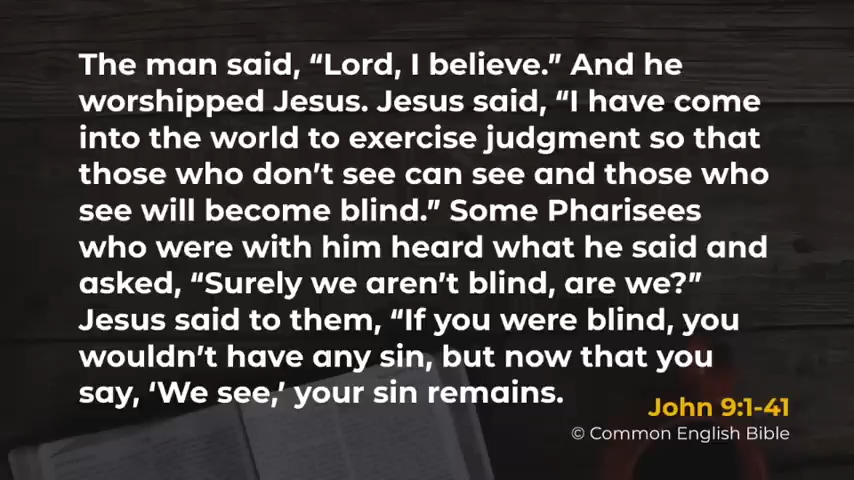 The man said, “Lord, I believe.” And he
worshipped Jesus. Jesus said, “I have come
into the world to exercise judgment so that
those who don’t see can see and those who
see will become blind.” Some Pharisees
who were with him heard what he said and
asked, “Surely we aren’t blind, are we?”
Jesus said to them, “If you were blind, you
wouldn’t have any sin, but now that you
say, ‘We see,’ your sin remains.
John 9:1-41
© Common English Bible